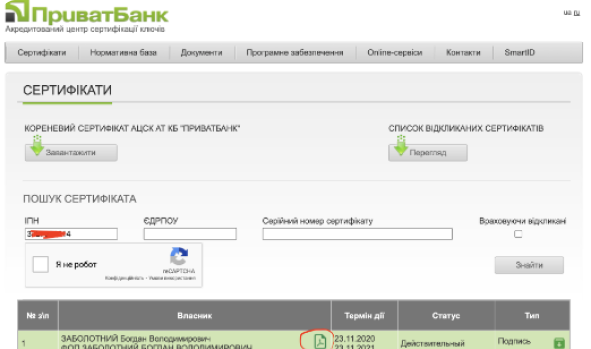 ПриватБанк
Акредитований центр сертифікації ключів
ua ru
Сертифікати Нормативна база Документи Програмне забезпечення Online-сервіси Контакти SmartID
СЕРТИФІКАТИ
КОРЕНЕВИЙ СЕРТИФІКАТ АЦСК АТ КБ "ПРИВАТБАНК" СПИСОК ВІДКЛИКАНИХ СЕРТИФІКАТІВ
Завантажити Перегляд
ПОШУК СЕРТИФІКАТА
ІПН ЄДРПОУ Серійний номер сертифікату Враховуючи відкликані
Я не робот
reCAPTCHA
Конфіденційність - Умови використання
Знайти
№ з\п Власник Термін дії Статус Тип
ЗАБОЛОТНИЙ Богдан Володимирович 23.11.2020
1 Действительный Подпись
ФОП ЗАБОЛОТНИЙ БОГДАН ВОЛОДИМИРОВИЧ 23.11.2021